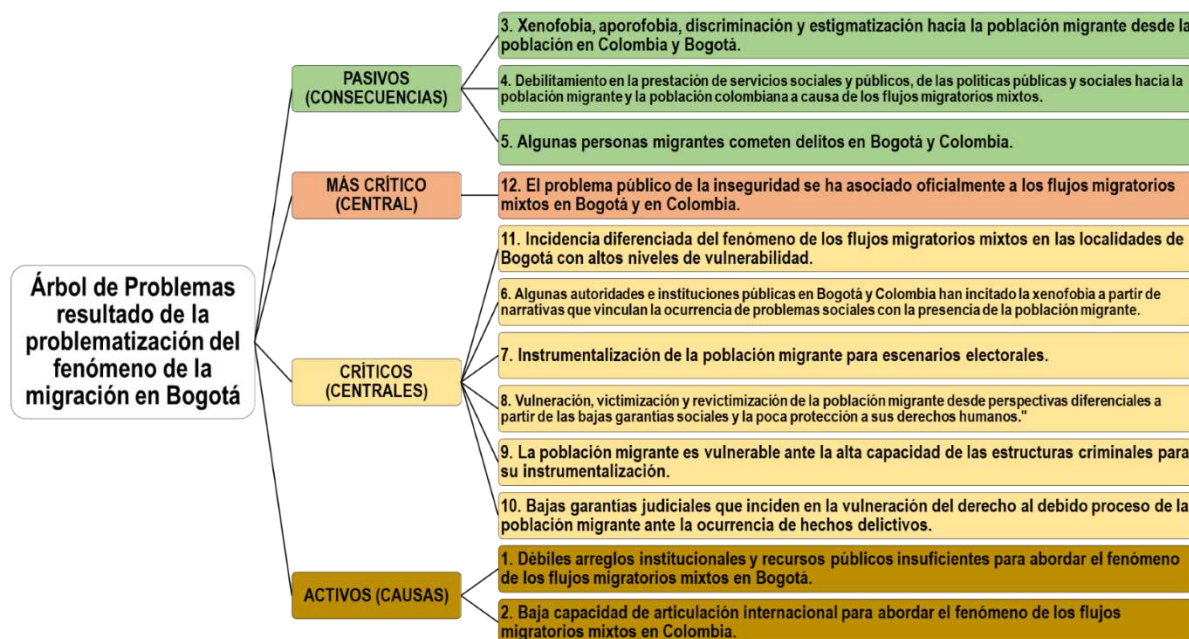 Árbol de Problemas
resultado de la
problematización del
fenómeno de la
migración en Bogotá
PASIVOS
(CONSECUENCIAS)
3. Xenofobia, aporofobia, discriminación y estigmatización hacia la población migrante desde la
población en Colombia y Bogotá.
4. Debilitamiento en la prestación de servicios sociales y públicos, de las políticas públicas y sociales hacia la
población migrante y la población colombiana a causa de los flujos migratorios mixtos.
5. Algunas personas migrantes cometen delitos en Bogotá y Colombia.
MÁS CRÍTICO
(CENTRAL)
12. El problema público de la inseguridad se ha asociado oficialmente a los flujos migratorios
mixtos en Bogotá y en Colombia.
CRÍTICOS
(CENTRALES)
11. Incidencia diferenciada del fenómeno de los flujos migratorios mixtos en las localidades de
Bogotá con altos niveles de vulnerabilidad.
6. Algunas autoridades e instituciones públicas en Bogotá y Colombia han incitado la xenofobia a partir de
narrativas que vinculan la ocurrencia de problemas sociales con la presencia de la población migrante.
7. Instrumentalización de la población migrante para escenarios electorales.
8. Vulneración, victimización y revictimización de la población migrante desde perspectivas diferenciales a
partir de las bajas garantías sociales y la poca protección a sus derechos humanos."
9. La población migrante es vulnerable ante la alta capacidad de las estructuras criminales para
su instrumentalización.
10. Bajas garantías judiciales que inciden en la vulneración del derecho al debido proceso de la
población migrante ante la ocurrencia de hechos delictivos.
ACTIVOS (CAUSAS)
1. Débiles arreglos institucionales y recursos públicos insuficientes para abordar el fenómeno
de los flujos migratorios mixtos en Bogotá.
2. Baja capacidad de articulación internacional para abordar el fenómeno de los flujos
migratorios mixtos en Colombia.